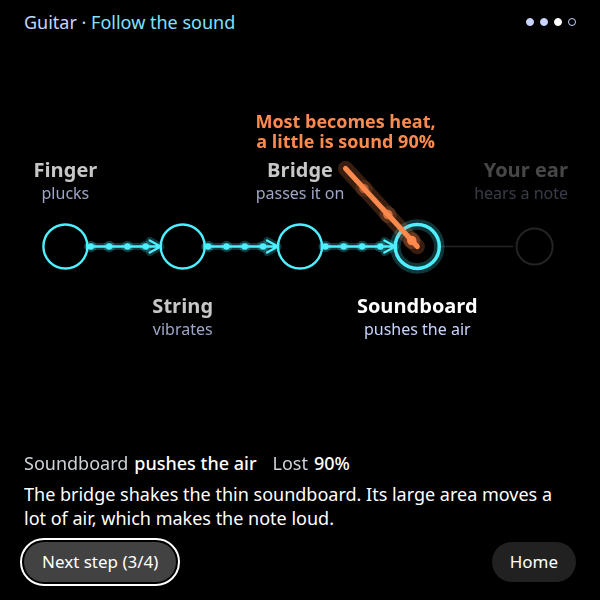 Guitar · Follow the sound
Most becomes heat,
a little is sound 90%
Finger
plucks
Bridge
passes it on
Your ear
hears a note
String
vibrates
Soundboard
pushes the air
Soundboard pushes the air Lost 90%
The bridge shakes the thin soundboard. Its large area moves a
lot of air, which makes the note loud.
Next step (3/4)
Home